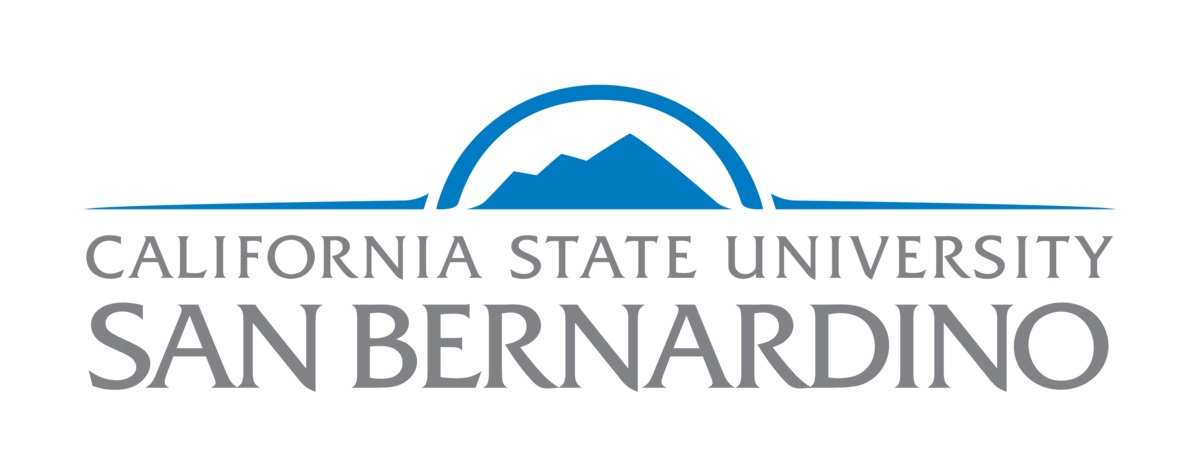 CALIFORNIA STATE UNIVERSITY
SAN BERNARDINO